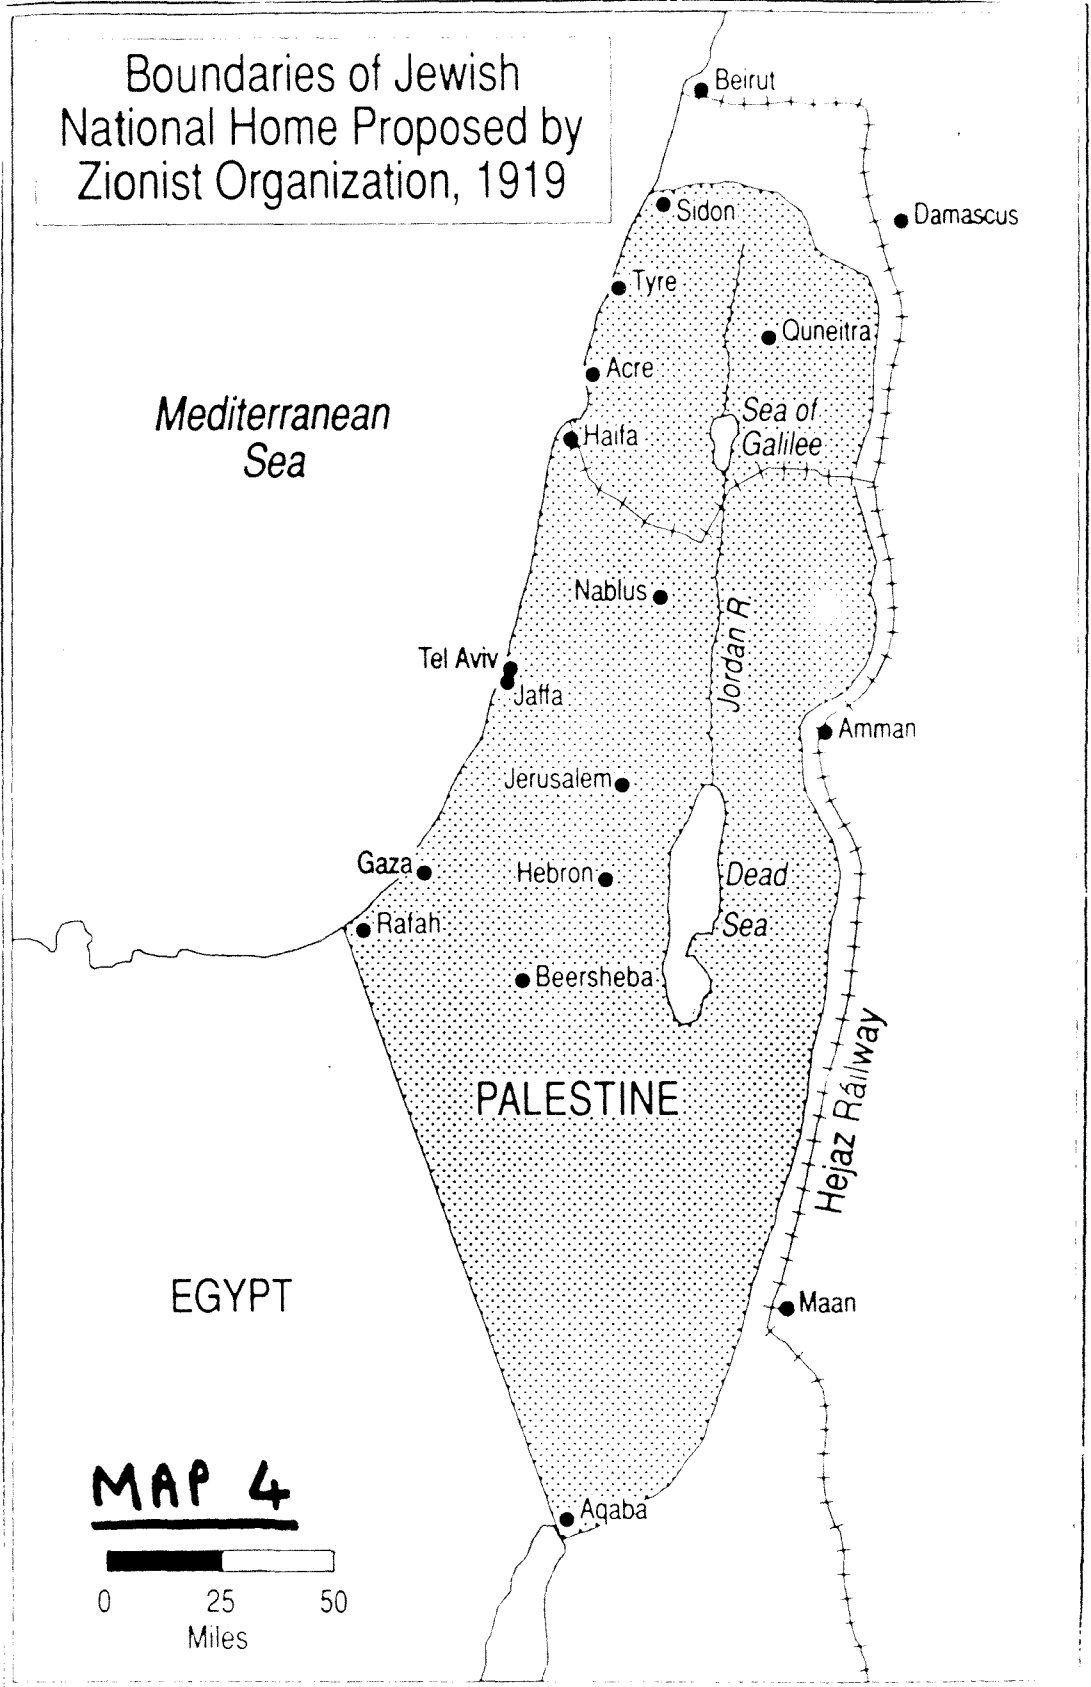 Boundaries of Jewish
National Home Proposed by
Zionist Organization, 1919
Beirut
Sidon
Damascus
Tyre
Quneitra
Acre
Mediterranean
Sea
Sea of
Galilee
Haifa
Nablus
Jordan R
Tel Aviv
Jaffa
Amman
Jerusalem
Gaza
Hebron
Dead
Sea
Rafah
Beersheba
PALESTINE
Hejaz Railway
EGYPT
Maan
MAP 4
Aqaba
0 25 50
Miles